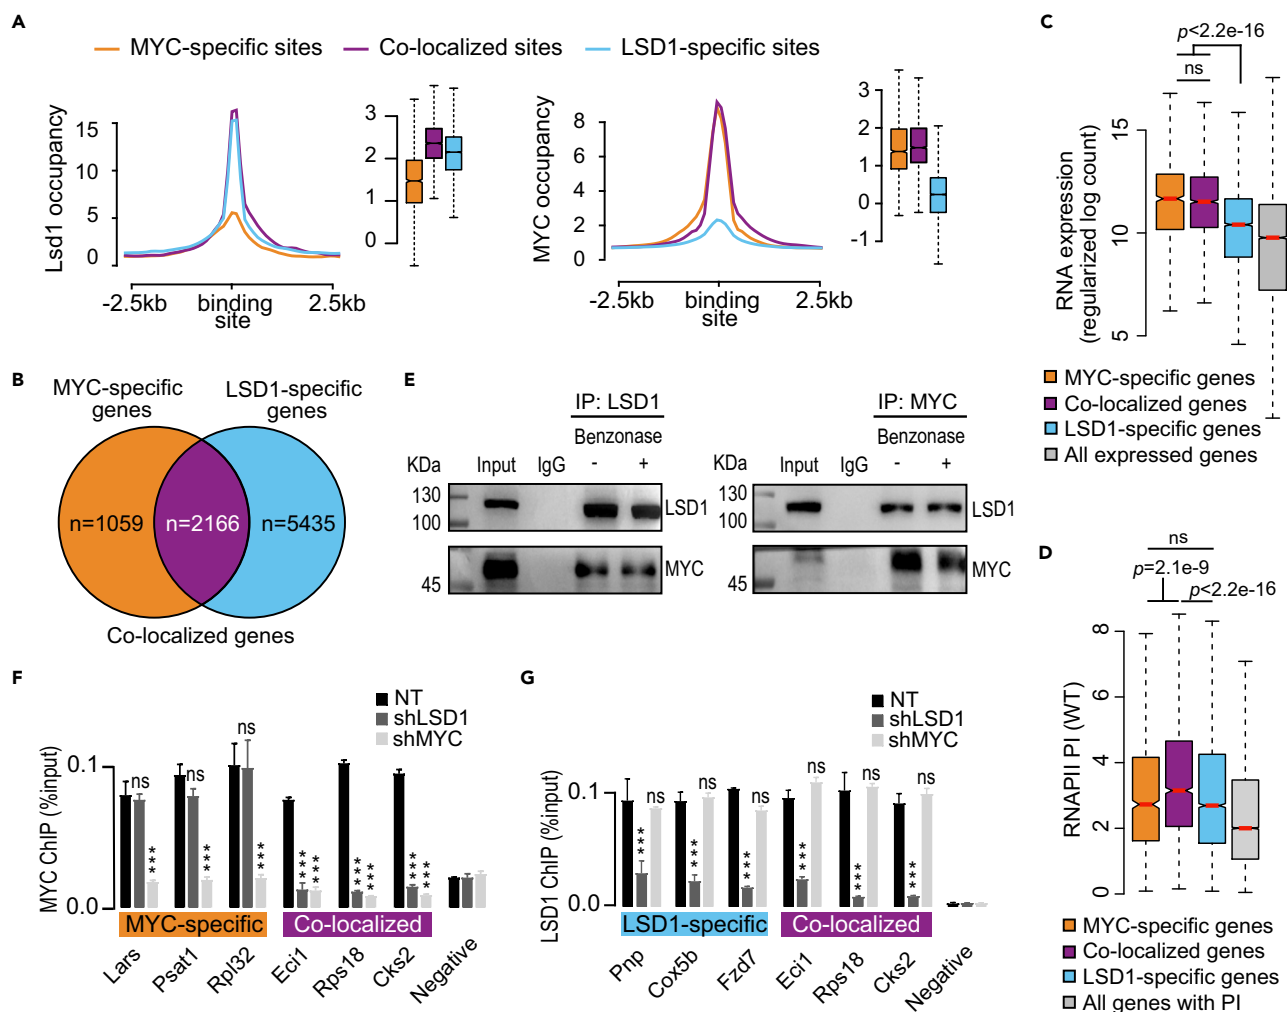 A
MYC-specific sites
Co-localized sites
LSD1-specific sites
Lsd1 occupancy
15
10
5
0
-2.5kb
binding
site
2.5kb
3
2
1
0
MYC occupancy
8
6
4
2
0
-2.5kb
binding
site
2.5kb
3
2
1
0
-1
B
MYC-specific
genes
LSD1-specific
genes
n=1059
n=2166
n=5435
Co-localized genes
C
p<2.2e-16
ns
RNA expression
(regularized log count)
15
10
5
MYC-specific genes
Co-localized genes
LSD1-specific genes
All expressed genes
D
ns
p=2.1e-9
p<2.2e-16
RNAPII PI (WT)
8
6
4
2
0
MYC-specific genes
Co-localized genes
LSD1-specific genes
All genes with PI
E
IP: LSD1
Benzonase
KDa
Input
IgG
-
+
130
100
LSD1
45
MYC
IP: MYC
Benzonase
KDa
Input
IgG
-
+
130
100
LSD1
45
MYC
F
NT
shLSD1
shMYC
MYC ChIP (%input)
0.1
0.0
ns
***
ns
***
ns
***
***
***
***
***
***
***
MYC-specific
Co-localized
Lars
Psat1
Rpl32
Eci1
Rps18
Cks2
Negative
G
NT
shLSD1
shMYC
LSD1 ChIP (%input)
0.1
0.0
***
ns
***
ns
***
ns
***
ns
***
ns
***
ns
LSD1-specific
Co-localized
Pnp
Cox5b
Fzd7
Eci1
Rps18
Cks2
Negative